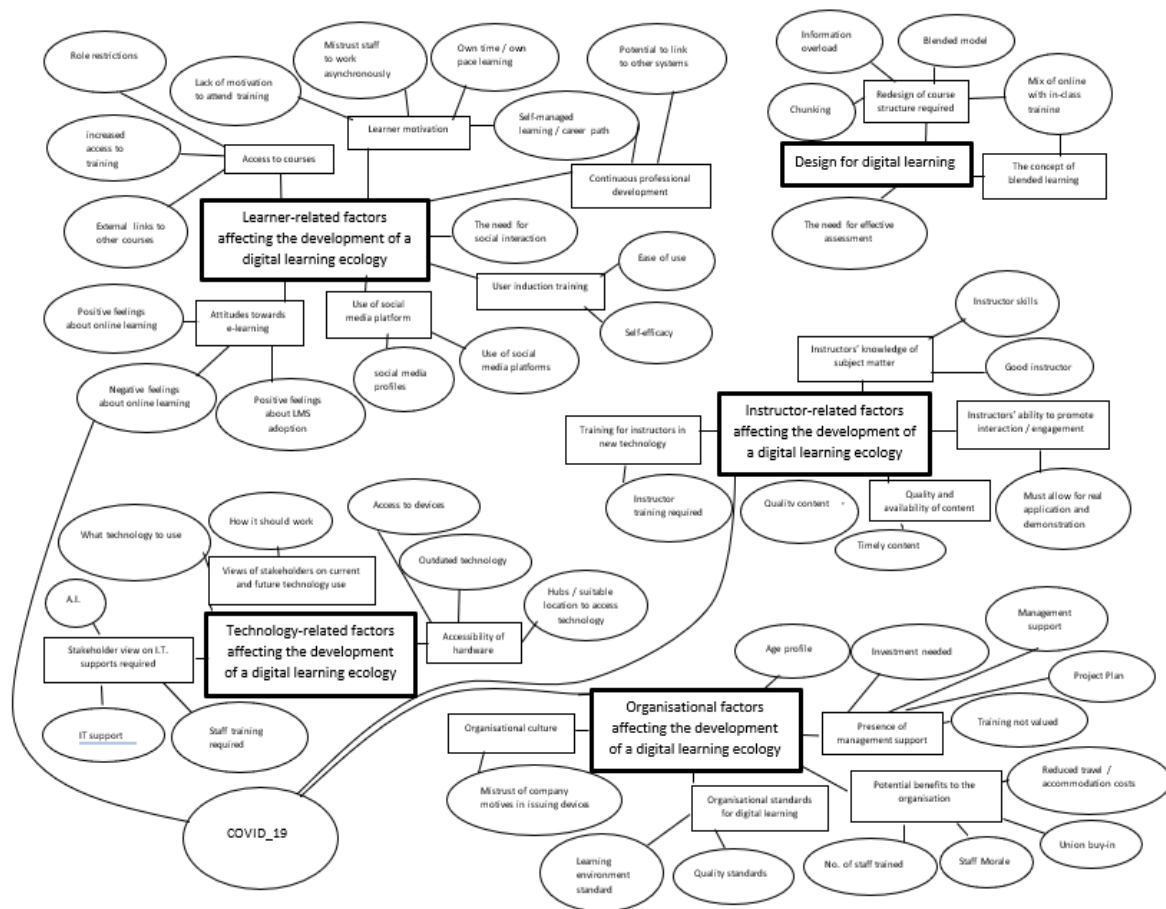 Role restrictions
Mistrust staff
to work
asynchronously
Own time / own
pace learning
Potential to link
to other systems
Lack of motivation
to attend training
Learner motivation
Self-managed
learning / career path
increased
access to
training
Access to courses
Continuous professional
development
External links to
other courses
Learner-related factors
affecting the development of a
digital learning ecology
The need for
social interaction
Ease of use
User induction training
Self-efficacy
Positive feelings
about online learning
Attitudes towards
e-learning
Use of social
media platform
social media
profiles
Use of social
media platforms
Negative feelings
about online learning
Positive feelings
about LMS
adoption
Information
overload
Blended model
Redesign of course
structure required
Mix of online
with in-class
trainine
Chunking
Design for digital learning
The concept of
blended learning
The need for effective
assessment
Instructor skills
Instructors' knowledge of
subject matter
Good instructor
Training for instructors in
new technology
Instructor-related factors
affecting the development of
a digital learning ecology
Instructors' ability to promote
interaction / engagement
Instructor
training required
Quality content
Quality and
availability of content
Timely content
Must allow for real
application and
demonstration
What technology to use
How it should work
Access to devices
Views of stakeholders on current
and future technology use
Outdated technology
Hubs / suitable
location to access
technology
A.I.
Stakeholder view on I.T.
supports required
Technology-related factors
affecting the development
of a digital learning ecology
Accessibility of
hardware
IT support
Staff training
required
COVID_19
Age profile
Investment needed
Management
support
Project Plan
Organisational culture
Organisational factors
affecting the development
of a digital learning ecology
Presence of
management support
Training not valued
Mistrust of company
motives in issuing devices
Organisational standards
for digital learning
Potential benefits to the
organisation
Reduced travel /
accommodation costs
Learning
environment
standard
Quality standards
No. of staff trained
Staff Morale
Union buy-in